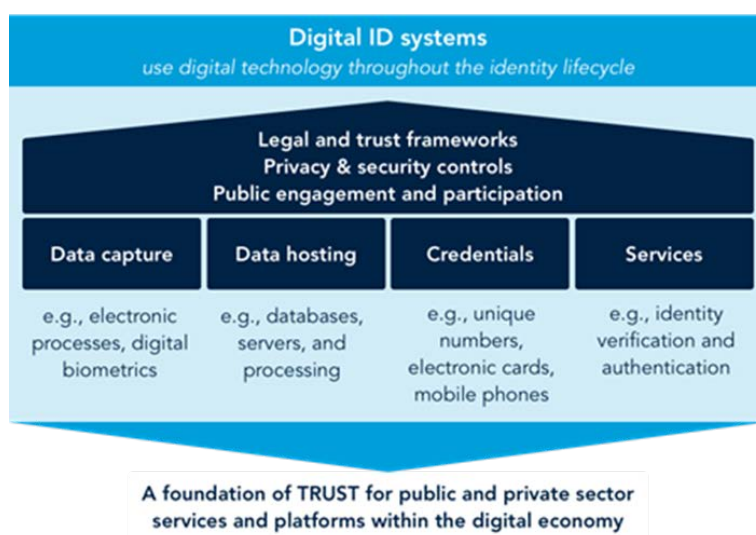 Digital ID systems
use digital technology throughout the identity lifecycle
Legal and trust frameworks
Privacy & security controls
Public engagement and participation
Data capture
Data hosting
Credentials
Services
e.g., electronic
processes, digital
biometrics
e.g., databases,
servers, and
processing
e.g., unique
numbers,
electronic cards,
mobile phones
e.g., identity
verification and
authentication
A foundation of TRUST for public and private sector
services and platforms within the digital economy